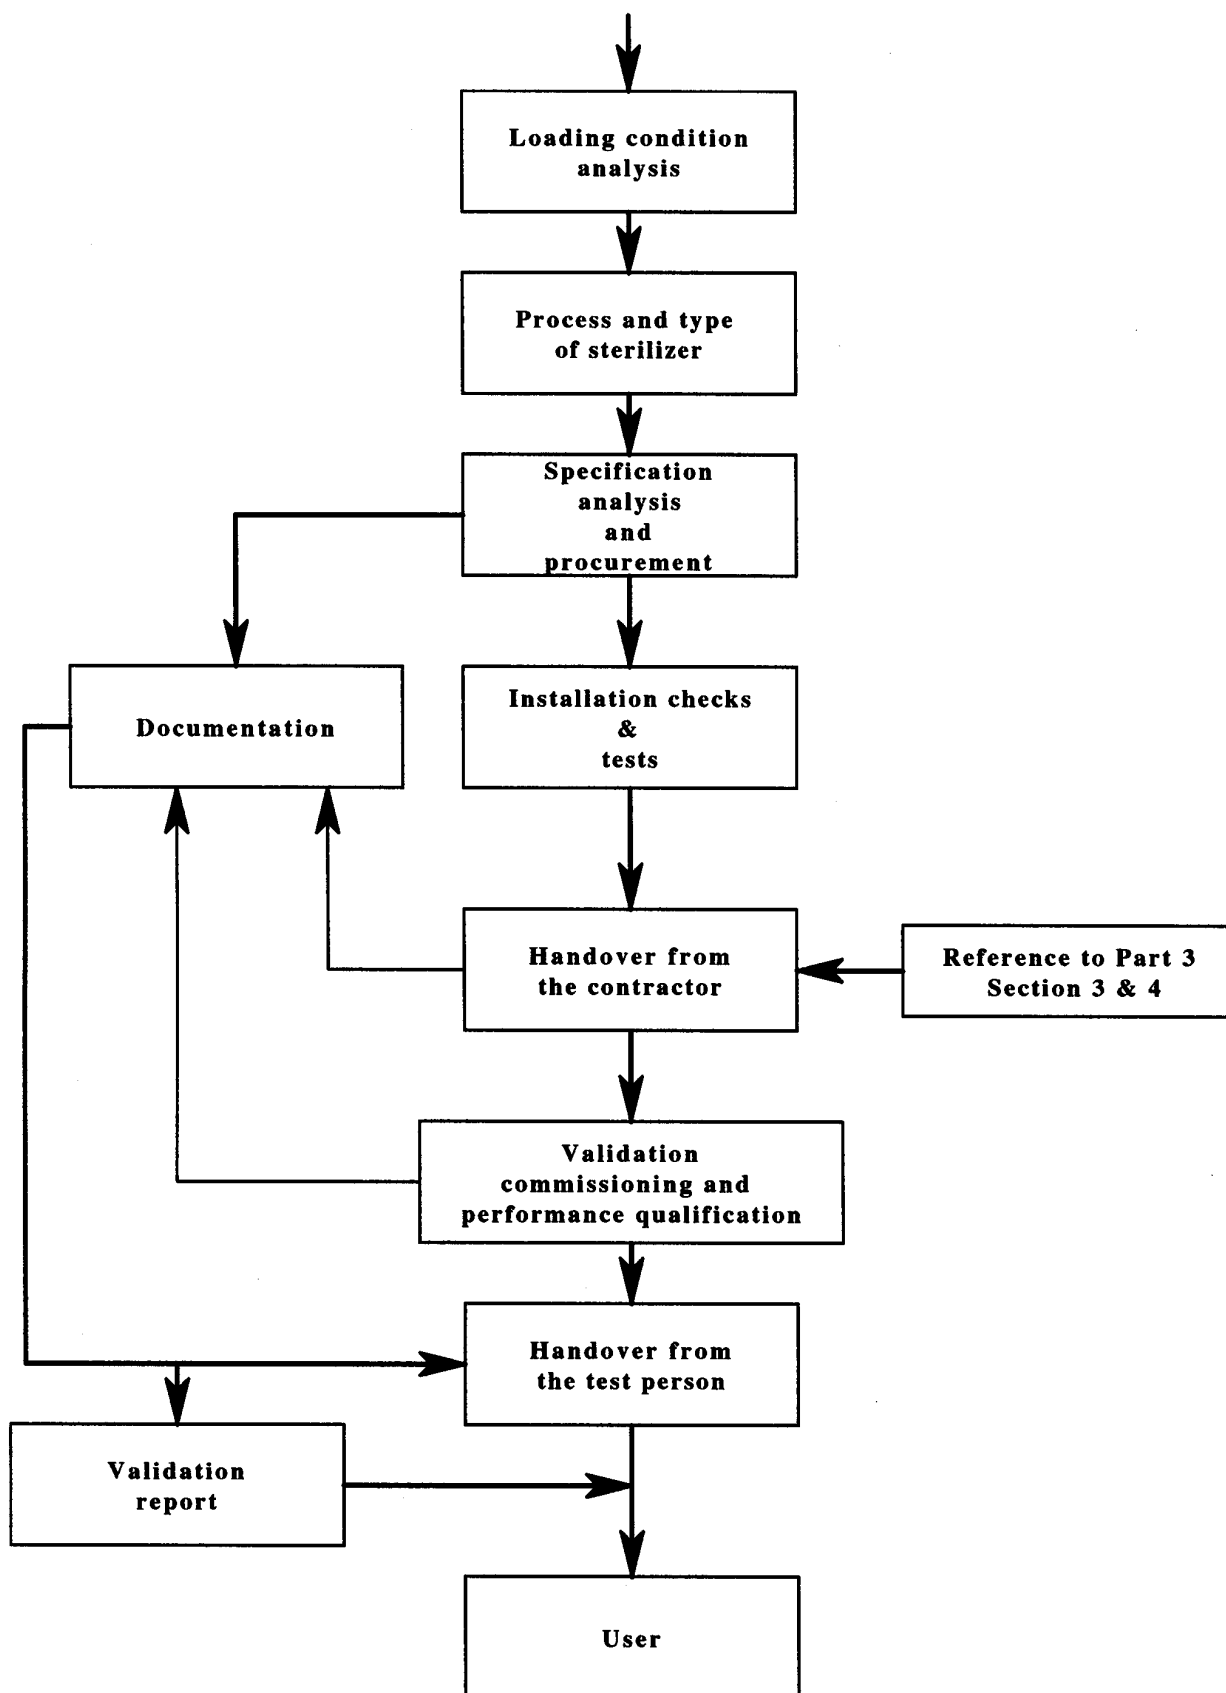 Loading condition
analysis
Process and type
of sterilizer
Specification
analysis
and
procurement
Documentation
Installation checks
&
tests
Handover from
the contractor
Reference to Part 3
Section 3 & 4
Validation
commissioning and
performance qualification
Handover from
the test person
Validation
report
User